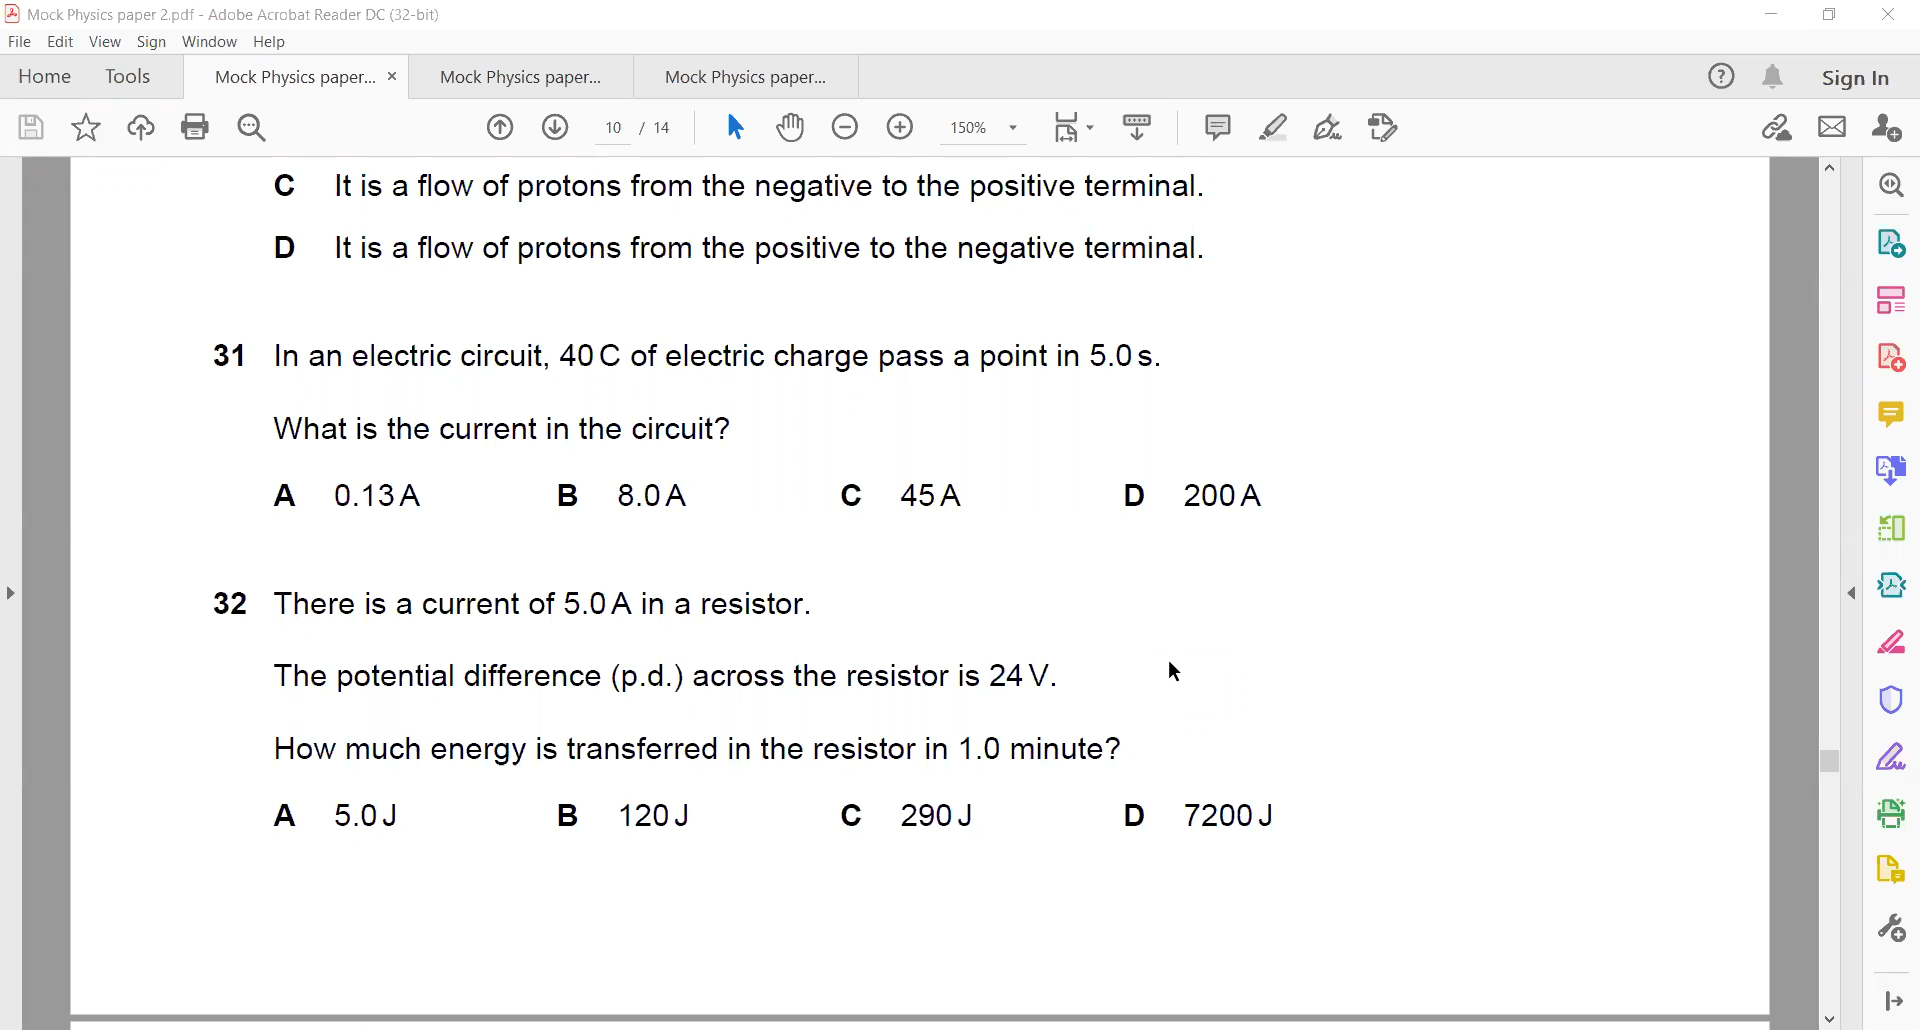 Mock Physics paper 2.pdf - Adobe Acrobat Reader DC (32-bit)
File Edit View Sign Window Help
Home Tools Mock Physics paper... × Mock Physics paper... Mock Physics paper... Sign In
10 / 14 150%
C It is a flow of protons from the negative to the positive terminal.
D It is a flow of protons from the positive to the negative terminal.
31 In an electric circuit, 40 C of electric charge pass a point in 5.0 s.
What is the current in the circuit?
A 0.13 A B 8.0 A C 45 A D 200 A
32 There is a current of 5.0 A in a resistor.
The potential difference (p.d.) across the resistor is 24 V.
How much energy is transferred in the resistor in 1.0 minute?
A 5.0 J B 120 J C 290 J D 7200 J